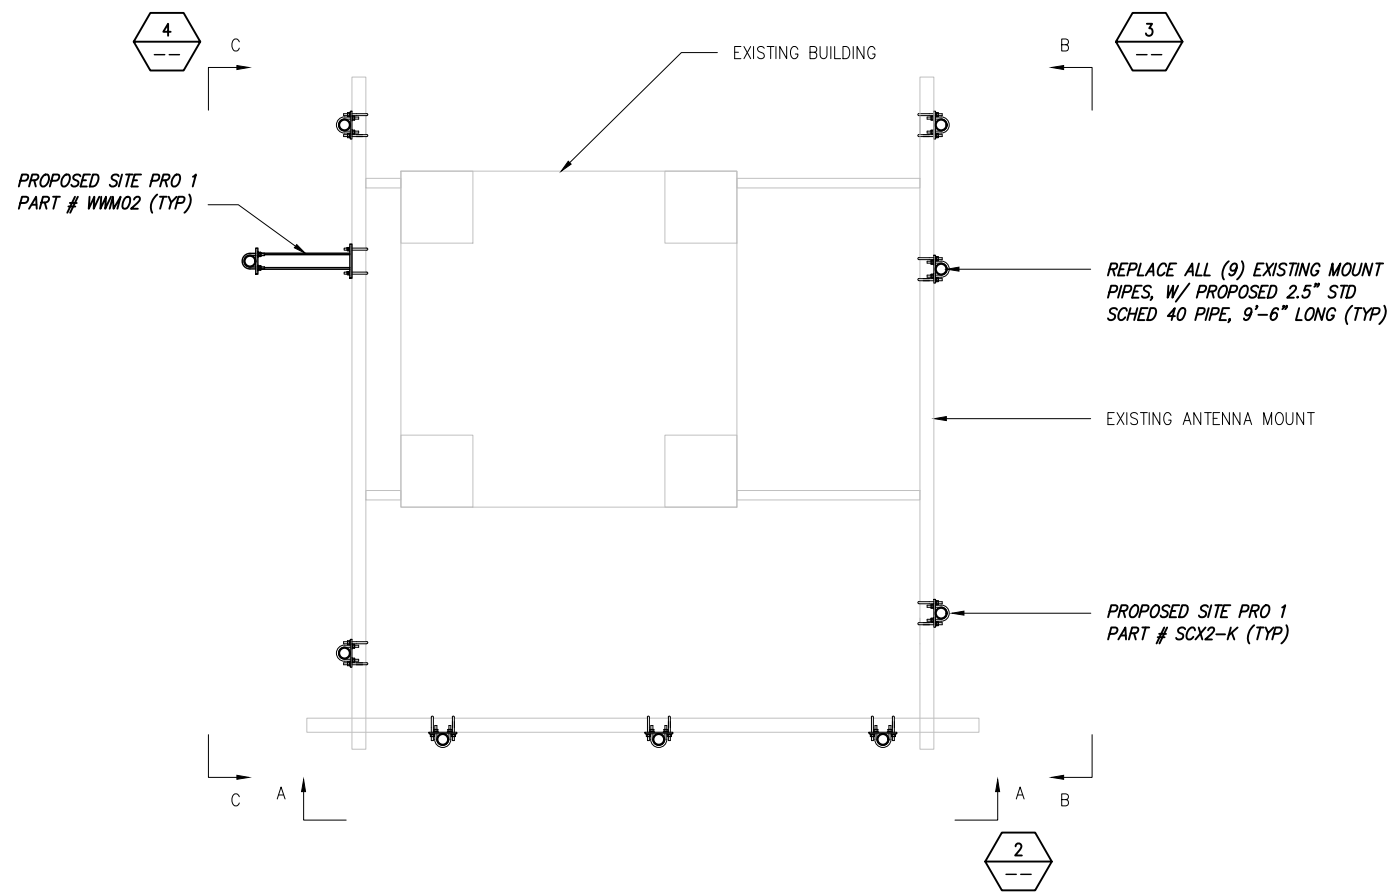 4
--
C
B
3
--
EXISTING BUILDING
PROPOSED SITE PRO 1
PART # WWM02 (TYP)
REPLACE ALL (9) EXISTING MOUNT
PIPES, W/ PROPOSED 2.5" STD
SCHED 40 PIPE, 9'-6" LONG (TYP)
EXISTING ANTENNA MOUNT
PROPOSED SITE PRO 1
PART # SCX2-K (TYP)
C
A
A
B
2
--